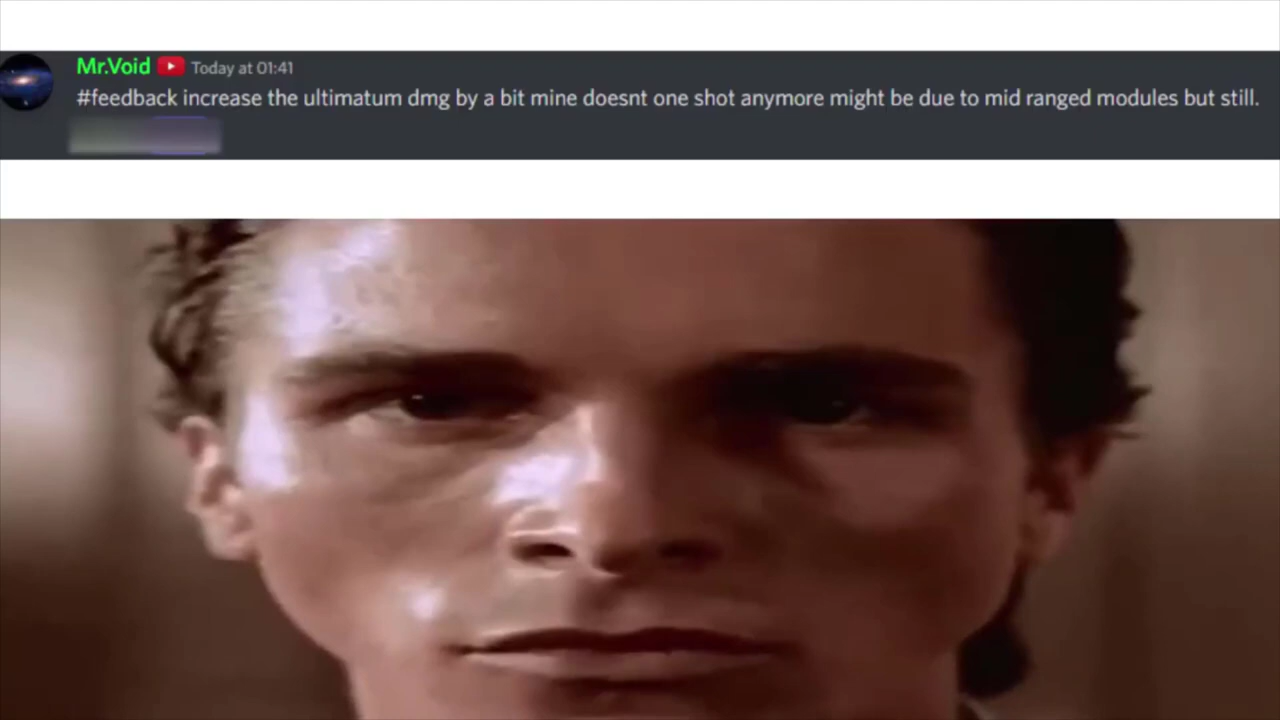 Mr.Void Today at 01:41
#feedback increase the ultimatum dmg by a bit mine doesnt one shot anymore might be due to mid ranged modules but still.